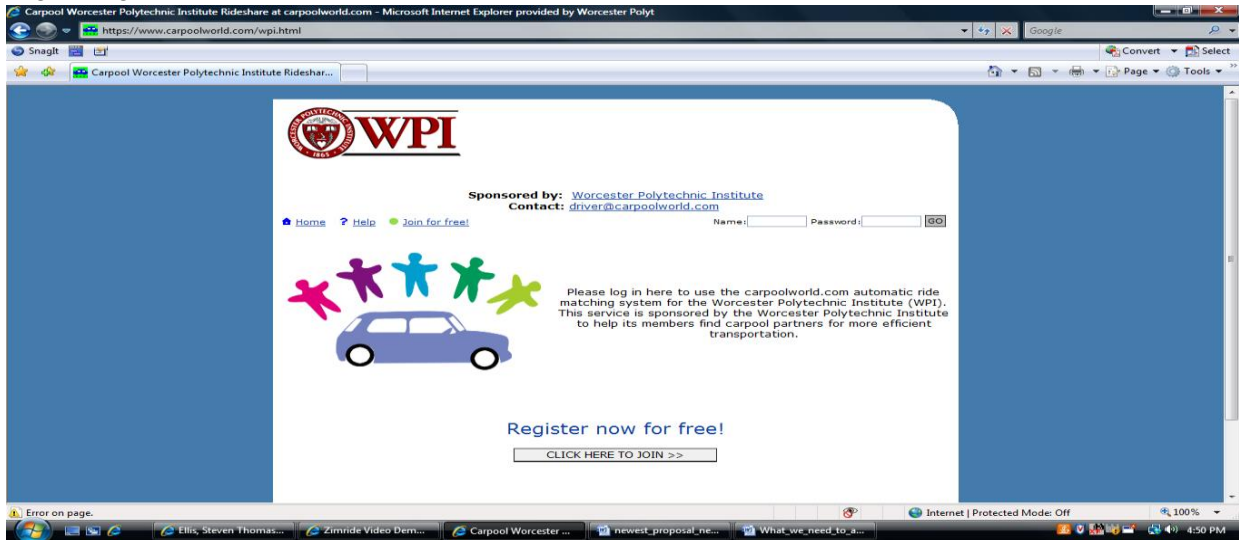 Carpool Worcester Polytechnic Institute Rideshare at carpoolworld.com - Microsoft Internet Explorer provided by Worcester Polyt
https://www.carpoolworld.com/wpi.html
Google
SnagIt
Convert
Select
Carpool Worcester Polytechnic Institute Rideshar...
Page
Tools
WORCESTER POLYTECHNIC INSTITUTE
1865
WPI
Sponsored by: Worcester Polytechnic Institute
Contact: driver@carpoolworld.com
Home ? Help Join for free! Name: Password: GO
Please log in here to use the carpoolworld.com automatic ride
matching system for the Worcester Polytechnic Institute (WPI).
This service is sponsored by the Worcester Polytechnic Institute
to help its members find carpool partners for more efficient
transportation.
Register now for free!
CLICK HERE TO JOIN >>
Error on page.
Internet | Protected Mode: Off
100%
Ellis, Steven Thomas...
Zimride Video Dem...
Carpool Worcester ...
newest_proposal_ne...
What_we_need_to_a...
4:50 PM